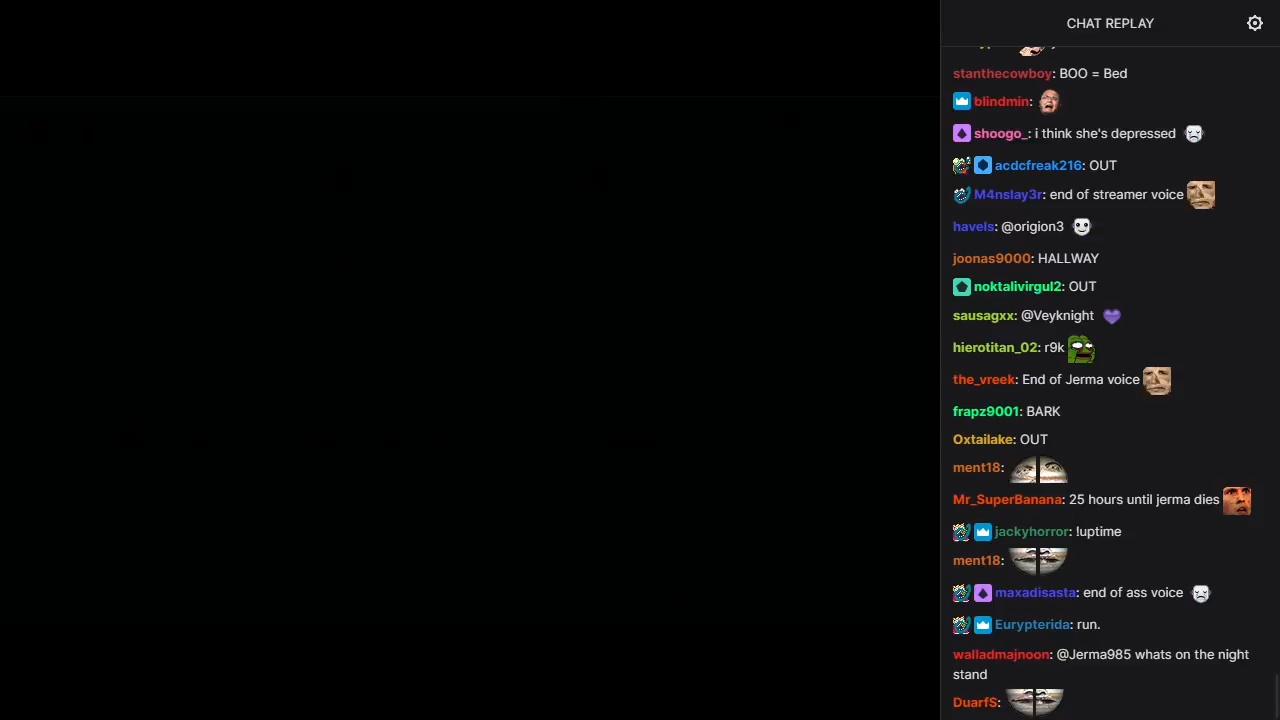 CHAT REPLAY
stanthecowboy: BOO = Bed
blindmin:
shoogo_: i think she's depressed
acdcfreak216: OUT
M4nslay3r: end of streamer voice
havels: @origion3
joonas9000: HALLWAY
noktalivirgul2: OUT
sausagxx: @Veyknight
hierotitan_02: r9k
the_vreek: End of Jerma voice
frapz9001: BARK
Oxtailake: OUT
ment18:
Mr_SuperBanana: 25 hours until jerma dies
jackyhorror: !uptime
ment18:
maxadisasta: end of ass voice
Eurypterida: run.
walladmajnoon: @Jerma985 whats on the night
stand
DuarfS: